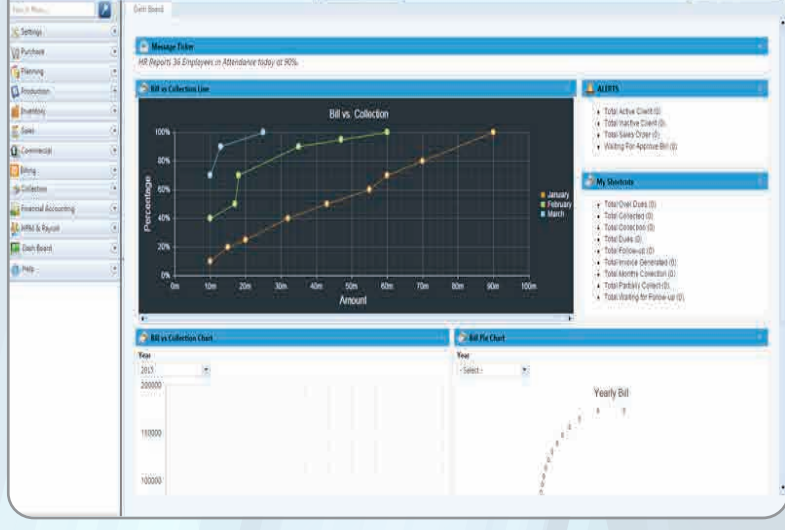 Dash Board
Settings
Purchase
Planning
Production
Inventory
Sales
Commercial
Billing
Collection
Financial Accounting
HRM & Payroll
Dash Board
Help
Message Ticker
HR Reports 36 Employees in Attendance today at 90%.
Bill vs Collection Line
Bill vs. Collection
100%
80%
60%
40%
20%
0%
Percentage
0m 10m 20m 30m 40m 50m 60m 70m 80m 90m 100m
Amount
January
February
March
ALERTS
Total Active Client (0)
Total Inactive Client (0)
Total Sales Order (0)
Waiting For Approve Bill (0)
My Shortcuts
Total Over Dues (0)
Total Collected (0)
Total Collection (0)
Total Dues (0)
Total Follow-up (0)
Total Invoice Generated (0)
Total Months Collection (0)
Total Partially Collect (0)
Total Waiting for Follow-up (0)
Bill vs Collection Chart
Year
2015
200000
150000
100000
Bill Pie Chart
Year
- Select -
Yearly Bill